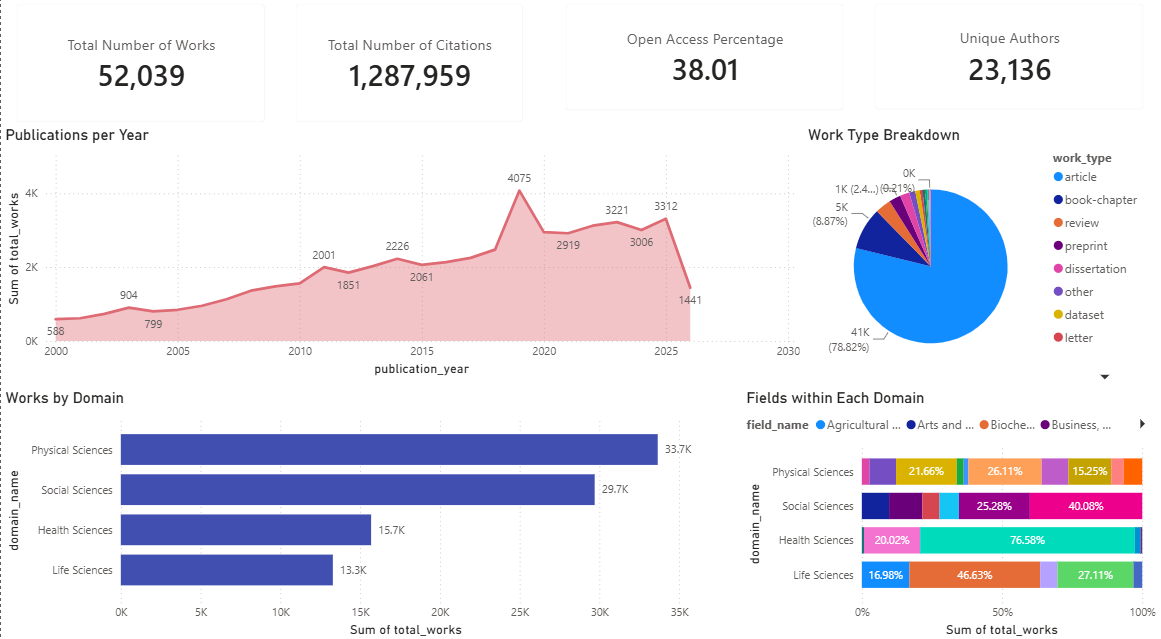 Total Number of Works
52,039
Total Number of Citations
1,287,959
Open Access Percentage
38.01
Unique Authors
23,136
Publications per Year
Sum of total_works
4K
2K
0K
588
904
799
2001
1851
2226
2061
4075
2919
3221
3006
3312
1441
2000
2005
2010
2015
2020
2025
2030
publication_year
Work Type Breakdown
0K
(0.21%)
1K (2.4...)
5K
(8.87%)
41K
(78.82%)
work_type
article
book-chapter
review
preprint
dissertation
other
dataset
letter
Works by Domain
domain_name
Physical Sciences
33.7K
Social Sciences
29.7K
Health Sciences
15.7K
Life Sciences
13.3K
0K
5K
10K
15K
20K
25K
30K
35K
Sum of total_works
Fields within Each Domain
field_name
Agricultural ...
Arts and ...
Bioche...
Business, ...
domain_name
Physical Sciences
21.66%
26.11%
15.25%
Social Sciences
25.28%
40.08%
Health Sciences
20.02%
76.58%
Life Sciences
16.98%
46.63%
27.11%
0%
50%
100%
Sum of total_works